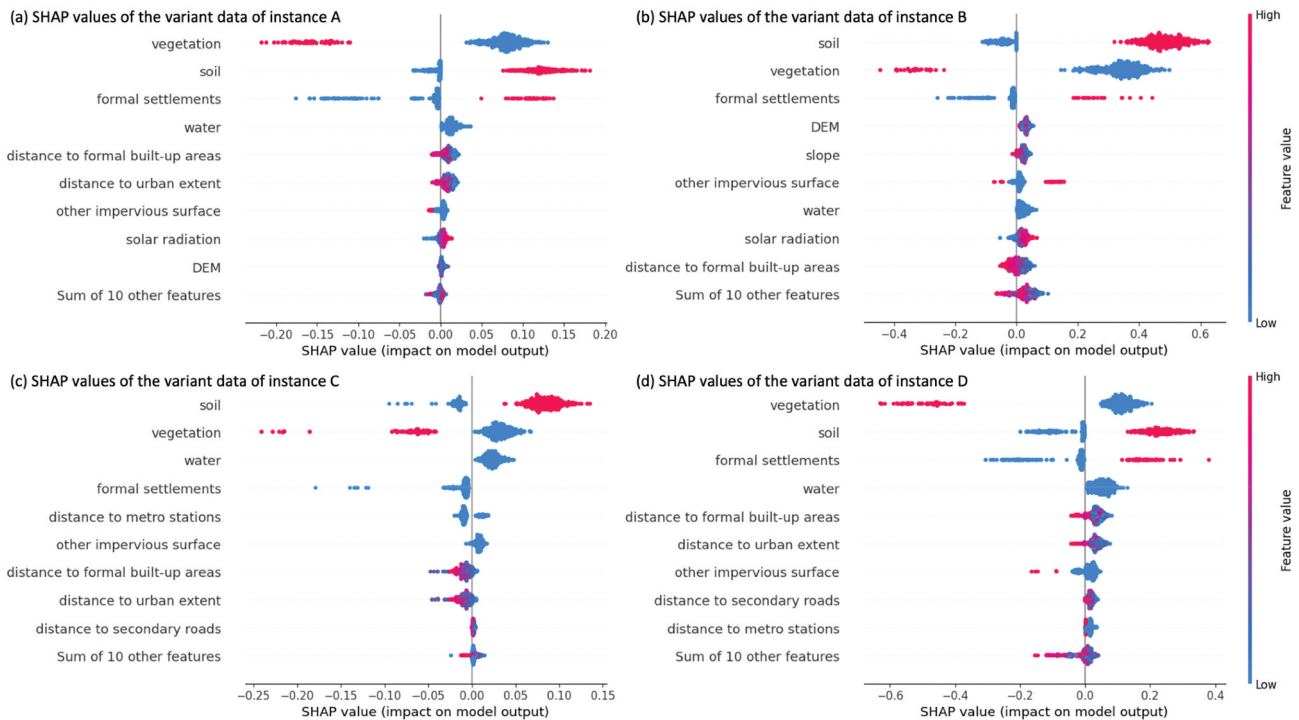 (a) SHAP values of the variant data of instance A
vegetation
soil
formal settlements
water
distance to formal built-up areas
distance to urban extent
other impervious surface
solar radiation
DEM
Sum of 10 other features
−0.20 −0.15 −0.10 −0.05 0.00 0.05 0.10 0.15 0.20
SHAP value (impact on model output)
(b) SHAP values of the variant data of instance B
soil
vegetation
formal settlements
DEM
slope
other impervious surface
water
solar radiation
distance to formal built-up areas
Sum of 10 other features
−0.4 −0.2 0.0 0.2 0.4 0.6
SHAP value (impact on model output)
High
Feature value
Low
(c) SHAP values of the variant data of instance C
soil
vegetation
water
formal settlements
distance to metro stations
other impervious surface
distance to formal built-up areas
distance to urban extent
distance to secondary roads
Sum of 10 other features
−0.25 −0.20 −0.15 −0.10 −0.05 0.00 0.05 0.10 0.15
SHAP value (impact on model output)
(d) SHAP values of the variant data of instance D
vegetation
soil
formal settlements
water
distance to formal built-up areas
distance to urban extent
other impervious surface
distance to secondary roads
distance to metro stations
Sum of 10 other features
−0.6 −0.4 −0.2 0.0 0.2 0.4
SHAP value (impact on model output)
High
Feature value
Low